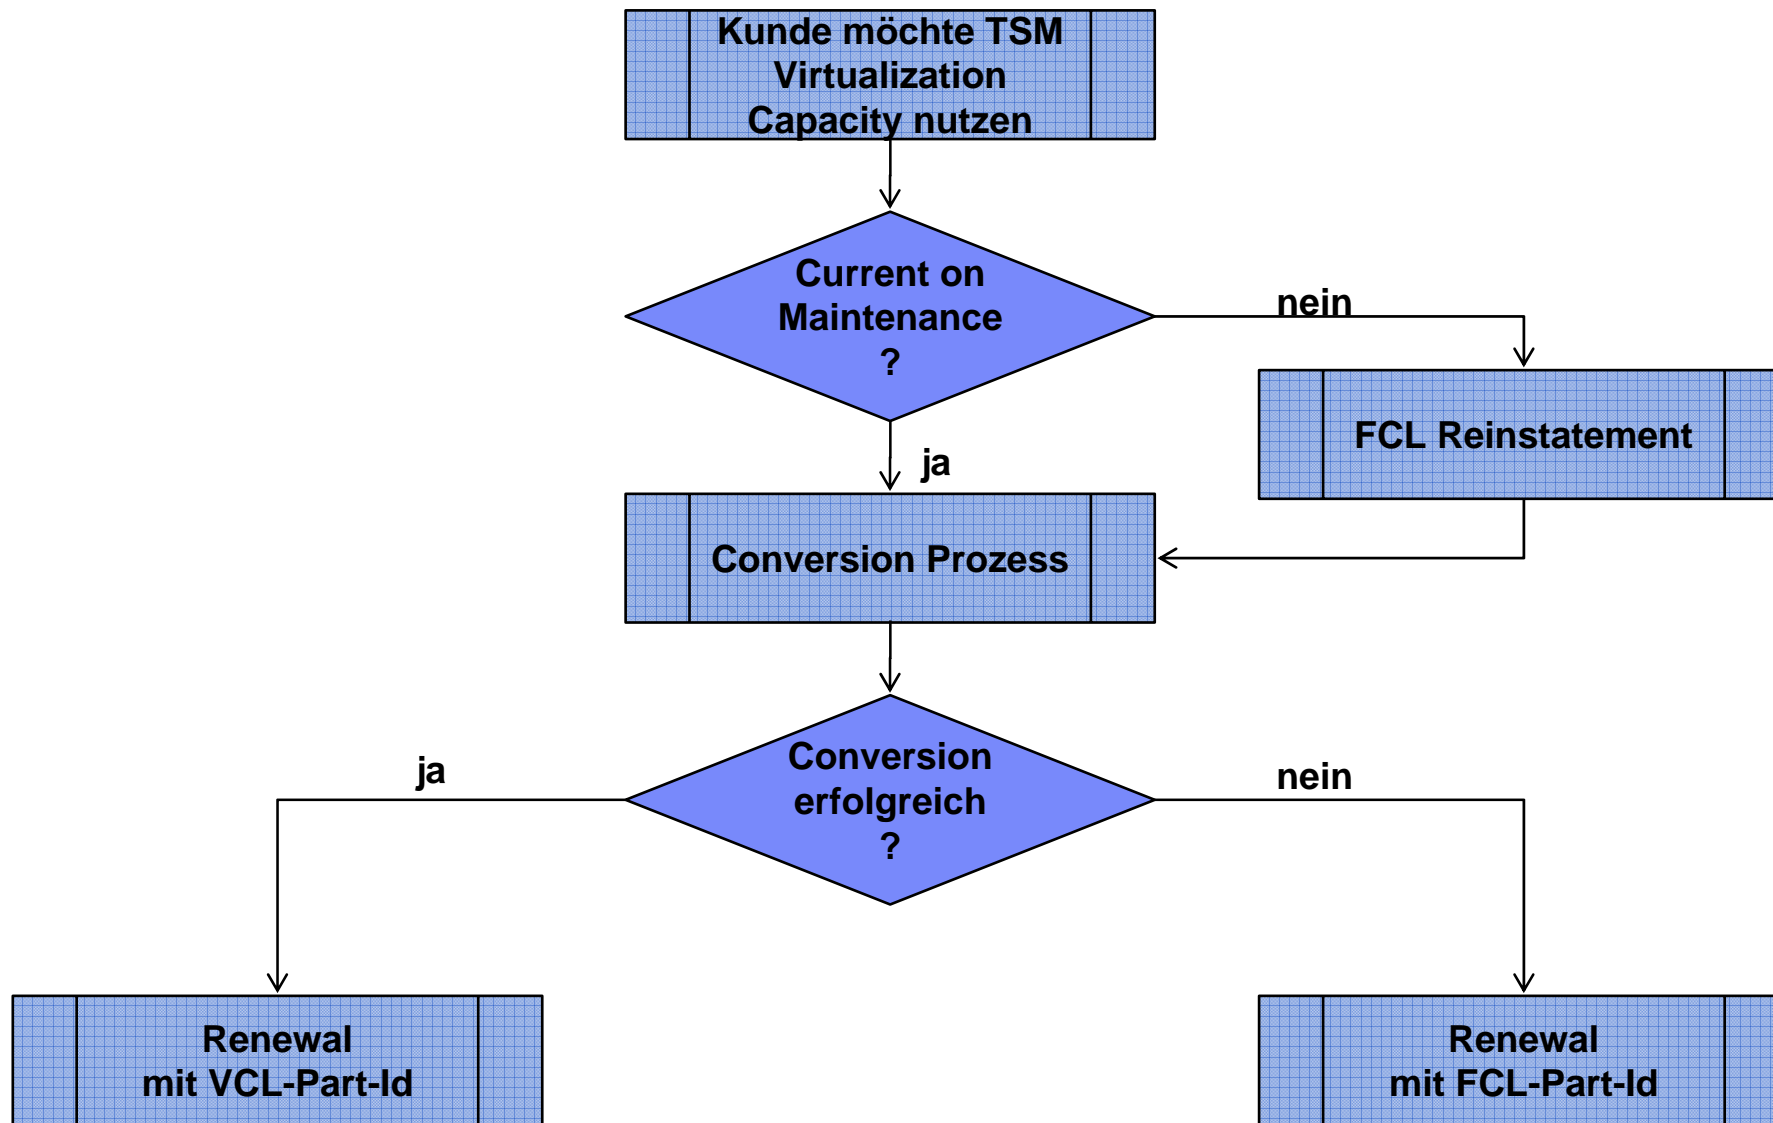 Kunde möchte TSM
Virtualization
Capacity nutzen
Current on
Maintenance
?
nein
FCL Reinstatement
ja
Conversion Prozess
Conversion
erfolgreich
?
ja
nein
Renewal
mit VCL-Part-Id
Renewal
mit FCL-Part-Id